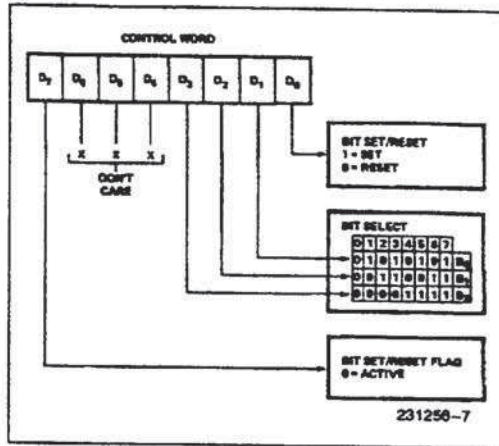 CONTROL WORD
D7 D6 D5 D4 D3 D2 D1 D0
X X X
DON'T
CARE
BIT SET/RESET
1 = SET
0 = RESET
BIT SELECT
0 1 2 3 4 5 6 7
0 1 0 1 0 1 0 1 B0
0 0 1 1 0 0 1 1 B1
0 0 0 0 1 1 1 1 B2
BIT SET/RESET FLAG
0 = ACTIVE
231256-7